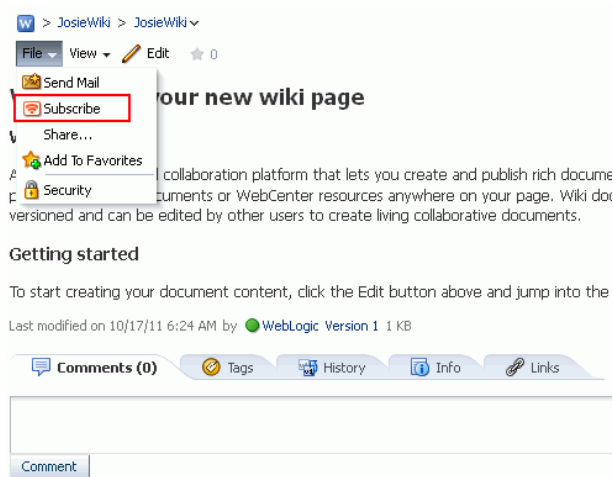 W > JosieWiki > JosieWiki
File View Edit 0
Send Mail
Subscribe
Share...
Add To Favorites
Security
your new wiki page
A collaboration platform that lets you create and publish rich docume
p cuments or WebCenter resources anywhere on your page. Wiki doc
versioned and can be edited by other users to create living collaborative documents.
Getting started
To start creating your document content, click the Edit button above and jump into the
Last modified on 10/17/11 6:24 AM by WebLogic Version 1 1 KB
Comments (0) Tags History Info Links
Comment